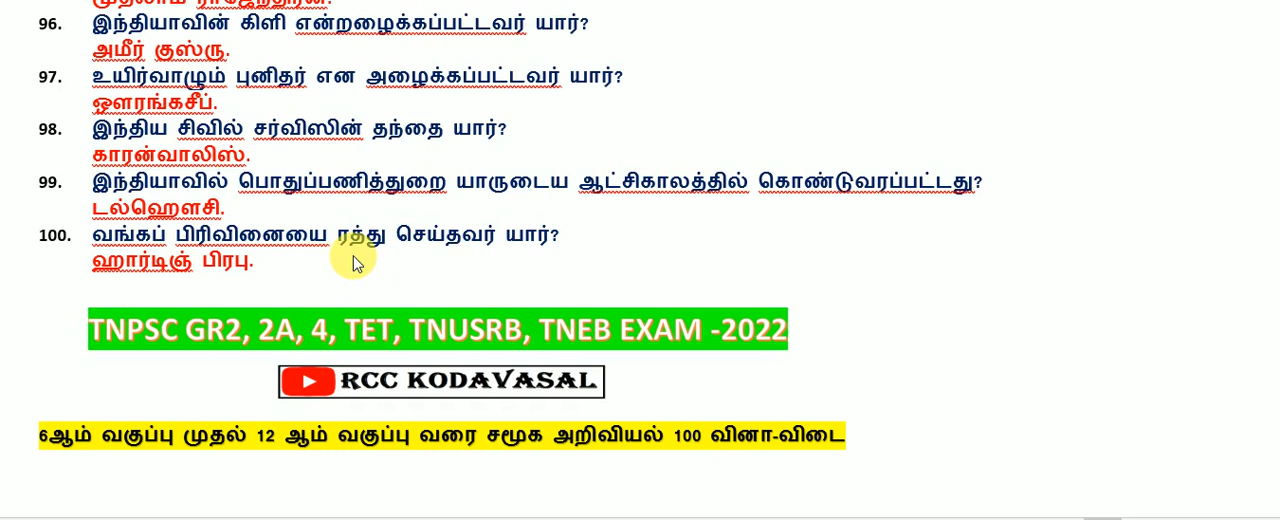 முதலாம் ராஜேந்திரன்.
96. இந்தியாவின் கிளி என்றழைக்கப்பட்டவர் யார்?
அமீர் குஸ்ரு.
97. உயிர்வாழும் புனிதர் என அழைக்கப்பட்டவர் யார்?
ஔரங்கசீப்.
98. இந்திய சிவில் சர்விஸின் தந்தை யார்?
காரன்வாலிஸ்.
99. இந்தியாவில் பொதுப்பணித்துறை யாருடைய ஆட்சிகாலத்தில் கொண்டுவரப்பட்டது?
டல்ஹௌசி.
100. வங்கப் பிரிவினையை ரத்து செய்தவர் யார்?
ஹார்டிஞ் பிரபு.
TNPSC GR2, 2A, 4, TET, TNUSRB, TNEB EXAM -2022
RCC KODAVASAL
6ஆம் வகுப்பு முதல் 12 ஆம் வகுப்பு வரை சமூக அறிவியல் 100 வினா-விடை